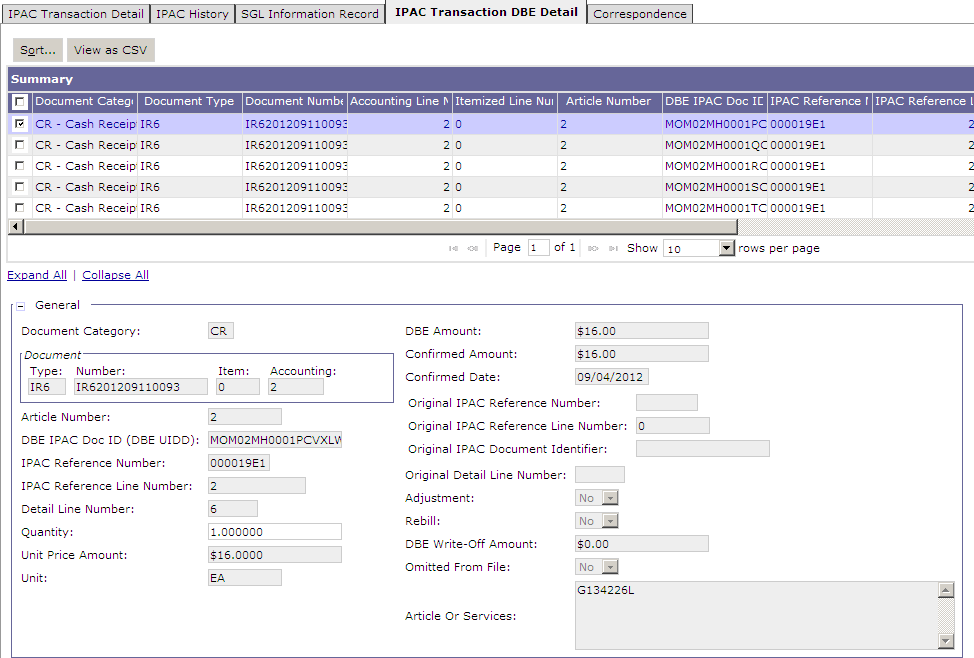 IPAC Transaction Detail IPAC History SGL Information Record IPAC Transaction DBE Detail Correspondence
Sort... View as CSV
Summary
Document Categ Document Type Document Numbe Accounting Line N Itemized Line Nu Article Number DBE IPAC Doc ID IPAC Reference IPAC Reference L
CR - Cash Receip IR6 IR6201209110093 2 0 2 MOM02MH0001PC 000019E1 2
CR - Cash Receip IR6 IR6201209110093 2 0 2 MOM02MH0001QC 000019E1 2
CR - Cash Receip IR6 IR6201209110093 2 0 2 MOM02MH0001RC 000019E1 2
CR - Cash Receip IR6 IR6201209110093 2 0 2 MOM02MH0001SC 000019E1 2
CR - Cash Receip IR6 IR6201209110093 2 0 2 MOM02MH0001TC 000019E1 2
Page 1 of 1 Show 10 rows per page
Expand All | Collapse All
General
Document Category: CR
Document
Type: Number: Item: Accounting:
IR6 IR6201209110093 0 2
Article Number: 2
DBE IPAC Doc ID (DBE UIDD): MOM02MH0001PCVXLW
IPAC Reference Number: 000019E1
IPAC Reference Line Number: 2
Detail Line Number: 6
Quantity: 1.000000
Unit Price Amount: $16.0000
Unit: EA
DBE Amount: $16.00
Confirmed Amount: $16.00
Confirmed Date: 09/04/2012
Original IPAC Reference Number:
Original IPAC Reference Line Number: 0
Original IPAC Document Identifier:
Original Detail Line Number:
Adjustment: No
Rebill: No
DBE Write-Off Amount: $0.00
Omitted From File: No
Article Or Services: G134226L